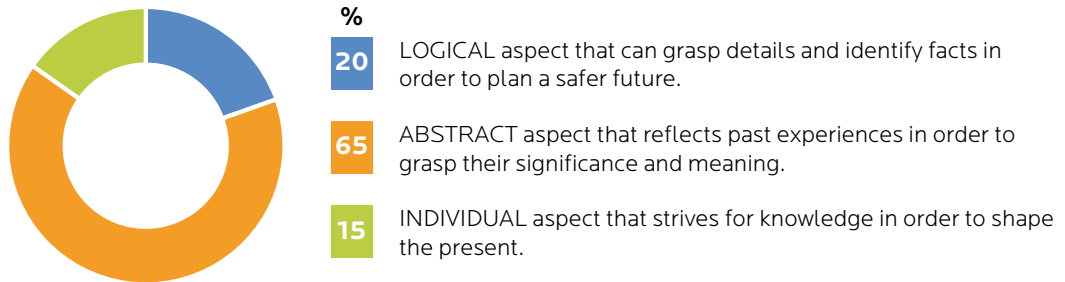 %
20
LOGICAL aspect that can grasp details and identify facts in
order to plan a safer future.
65
ABSTRACT aspect that reflects past experiences in order to
grasp their significance and meaning.
15
INDIVIDUAL aspect that strives for knowledge in order to shape
the present.